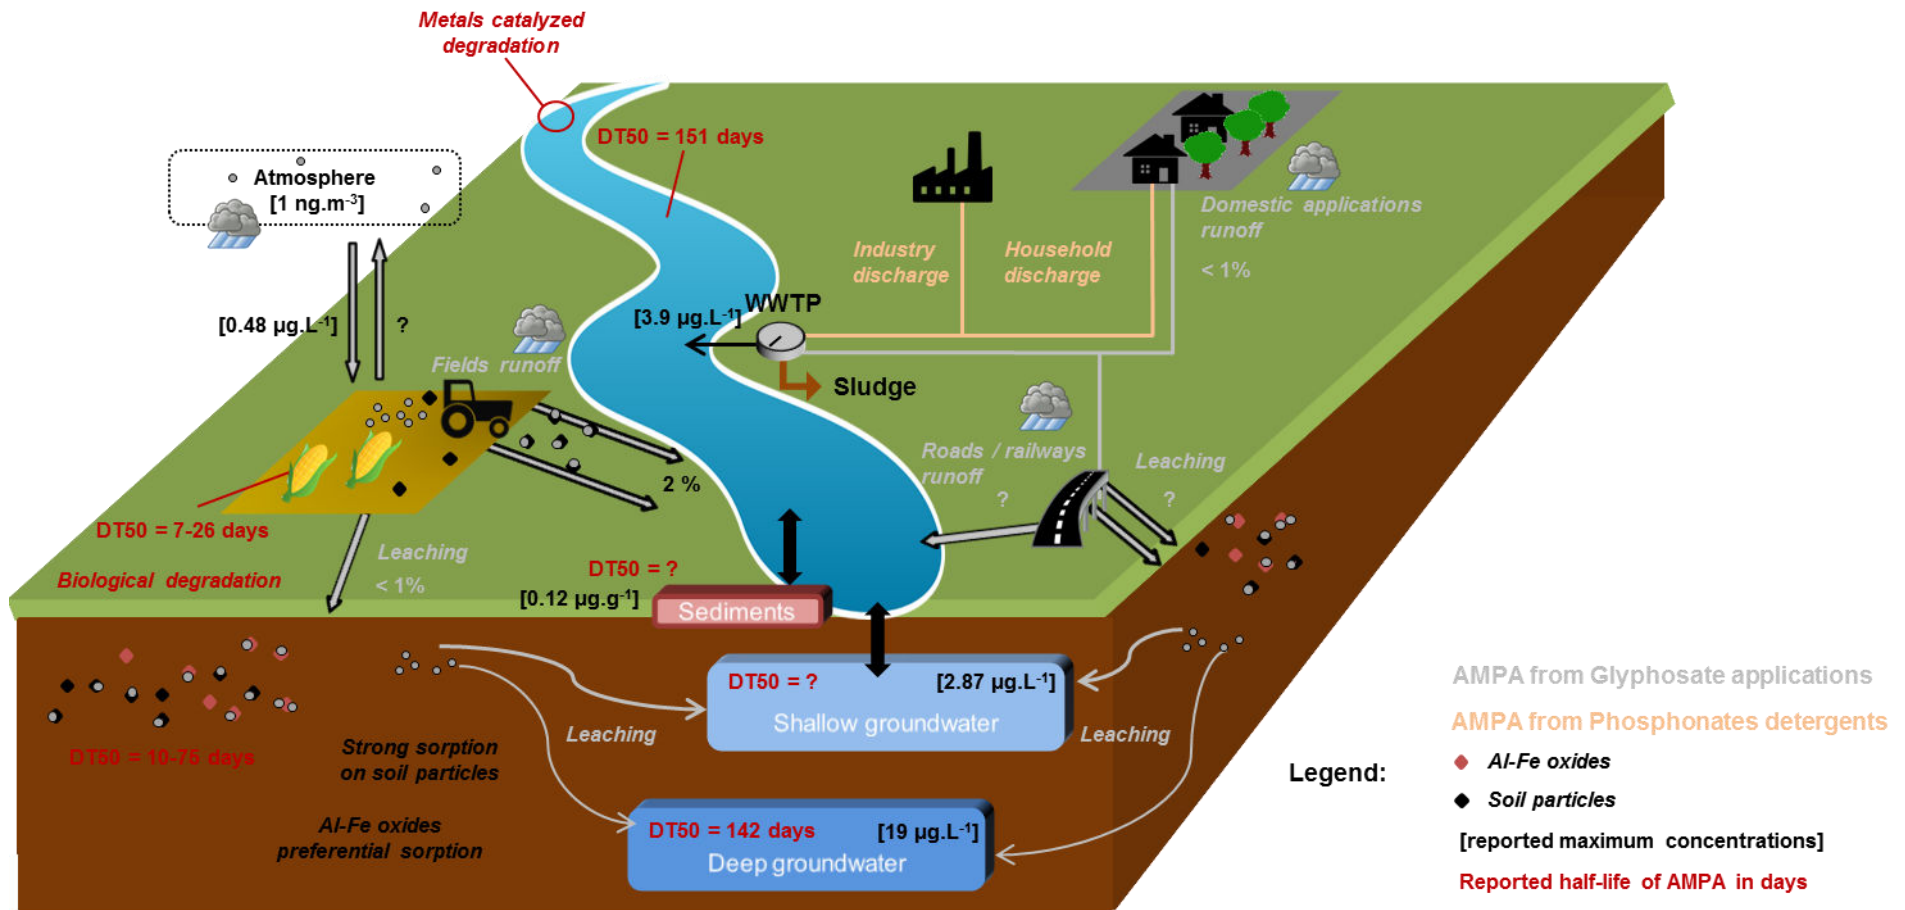 Metals catalyzed
degradation
DT50 = 151 days
Atmosphere
[1 ng.m⁻³]
Domestic applications
runoff
< 1%
Industry
discharge
Household
discharge
WWTP
[3.9 µg.L⁻¹]
[0.48 µg.L⁻¹]
?
Fields runoff
Sludge
Roads / railways
runoff
?
Leaching
?
2 %
DT50 = 7-26 days
Biological degradation
Leaching
< 1%
DT50 = ?
[0.12 µg.g⁻¹]
Sediments
DT50 = ?
[2.87 µg.L⁻¹]
Shallow groundwater
Leaching
Leaching
DT50 = 10-75 days
Strong sorption
on soil particles
Al-Fe oxides
preferential sorption
DT50 = 142 days
[19 µg.L⁻¹]
Deep groundwater
Legend:
AMPA from Glyphosate applications
AMPA from Phosphonates detergents
Al-Fe oxides
Soil particles
[reported maximum concentrations]
Reported half-life of AMPA in days